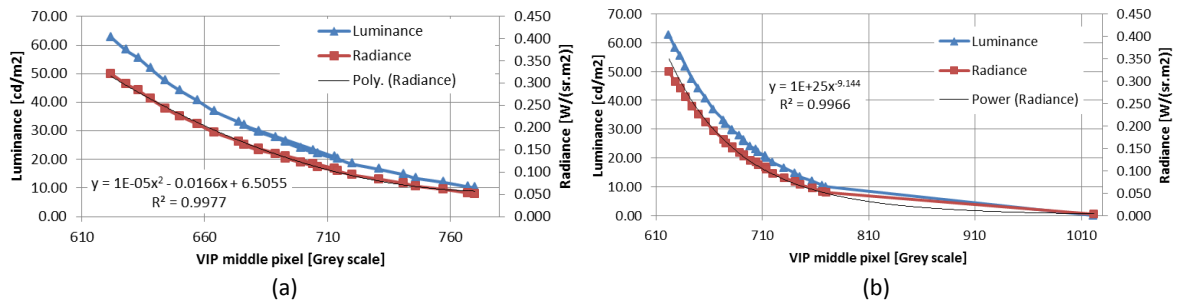 70.00
60.00
50.00
40.00
30.00
20.00
10.00
0.00
Luminance [cd/m2]
Luminance
Radiance
Poly. (Radiance)
y = 1E-05x² - 0.0166x + 6.5055
R² = 0.9977
0.450
0.400
0.350
0.300
0.250
0.200
0.150
0.100
0.050
0.000
Radiance [W/(sr.m2)]
610 660 710 760
VIP middle pixel [Grey scale]
(a)
70.00
60.00
50.00
40.00
30.00
20.00
10.00
0.00
Luminance [cd/m2]
Luminance
Radiance
Power (Radiance)
y = 1E+25x^-9.144
R² = 0.9966
0.450
0.400
0.350
0.300
0.250
0.200
0.150
0.100
0.050
0.000
Radiance [W/(sr.m2)]
610 710 810 910 1010
VIP middle pixel [Grey scale]
(b)